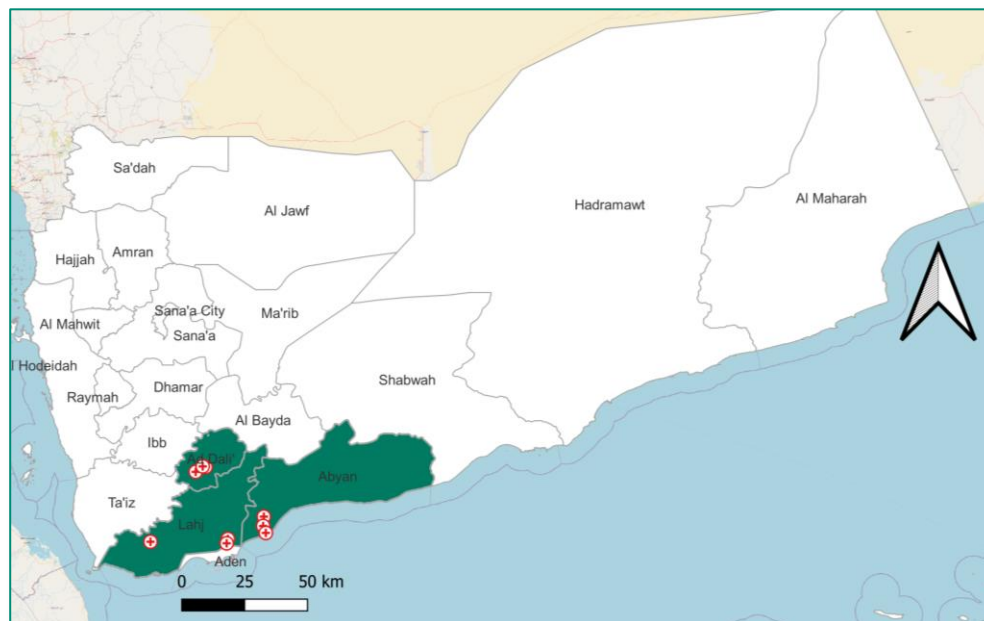 Sa'dah
Al Jawf
Hadramawt
Al Maharah
Hajjah
Amran
Sana'a City
Ma'rib
Al Mahwit
Sana'a
l Hodeidah
Shabwah
Dhamar
Raymah
Al Bayda
Ibb
Ad Dali'
Abyan
Ta'iz
Lahj
Aden
0 25 50 km